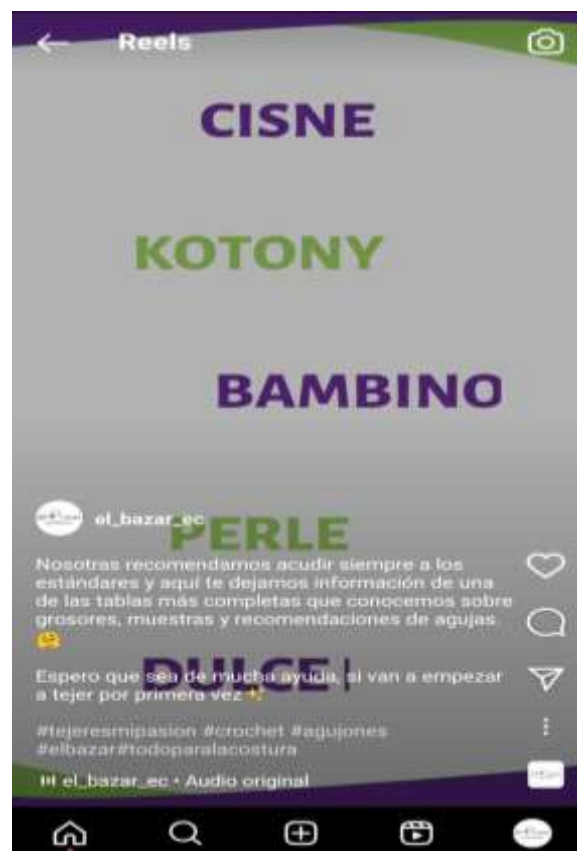 Reels
CISNE
KOTONY
BAMBINO
el_bazar_ec
PERLE
Nosotras recomendamos acudir siempre a los
estándares y aquí te dejamos información de una
de las tablas más completas que conocemos sobre
grosores, muestras y recomendaciones de agujas.
Espero que sea de mucha ayuda, si van a empezar
a tejer por primera vez
DULCE |
#tejeresmipasion #crochet #agujones
#elbazar#todoparalacostura
el_bazar_ec • Audio original